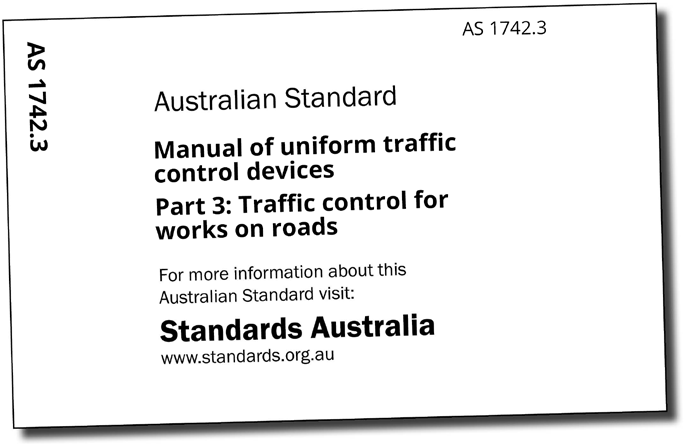 AS 1742.3
AS 1742.3
Australian Standard
Manual of uniform traffic
control devices
Part 3: Traffic control for
works on roads
For more information about this
Australian Standard visit:
Standards Australia
www.standards.org.au